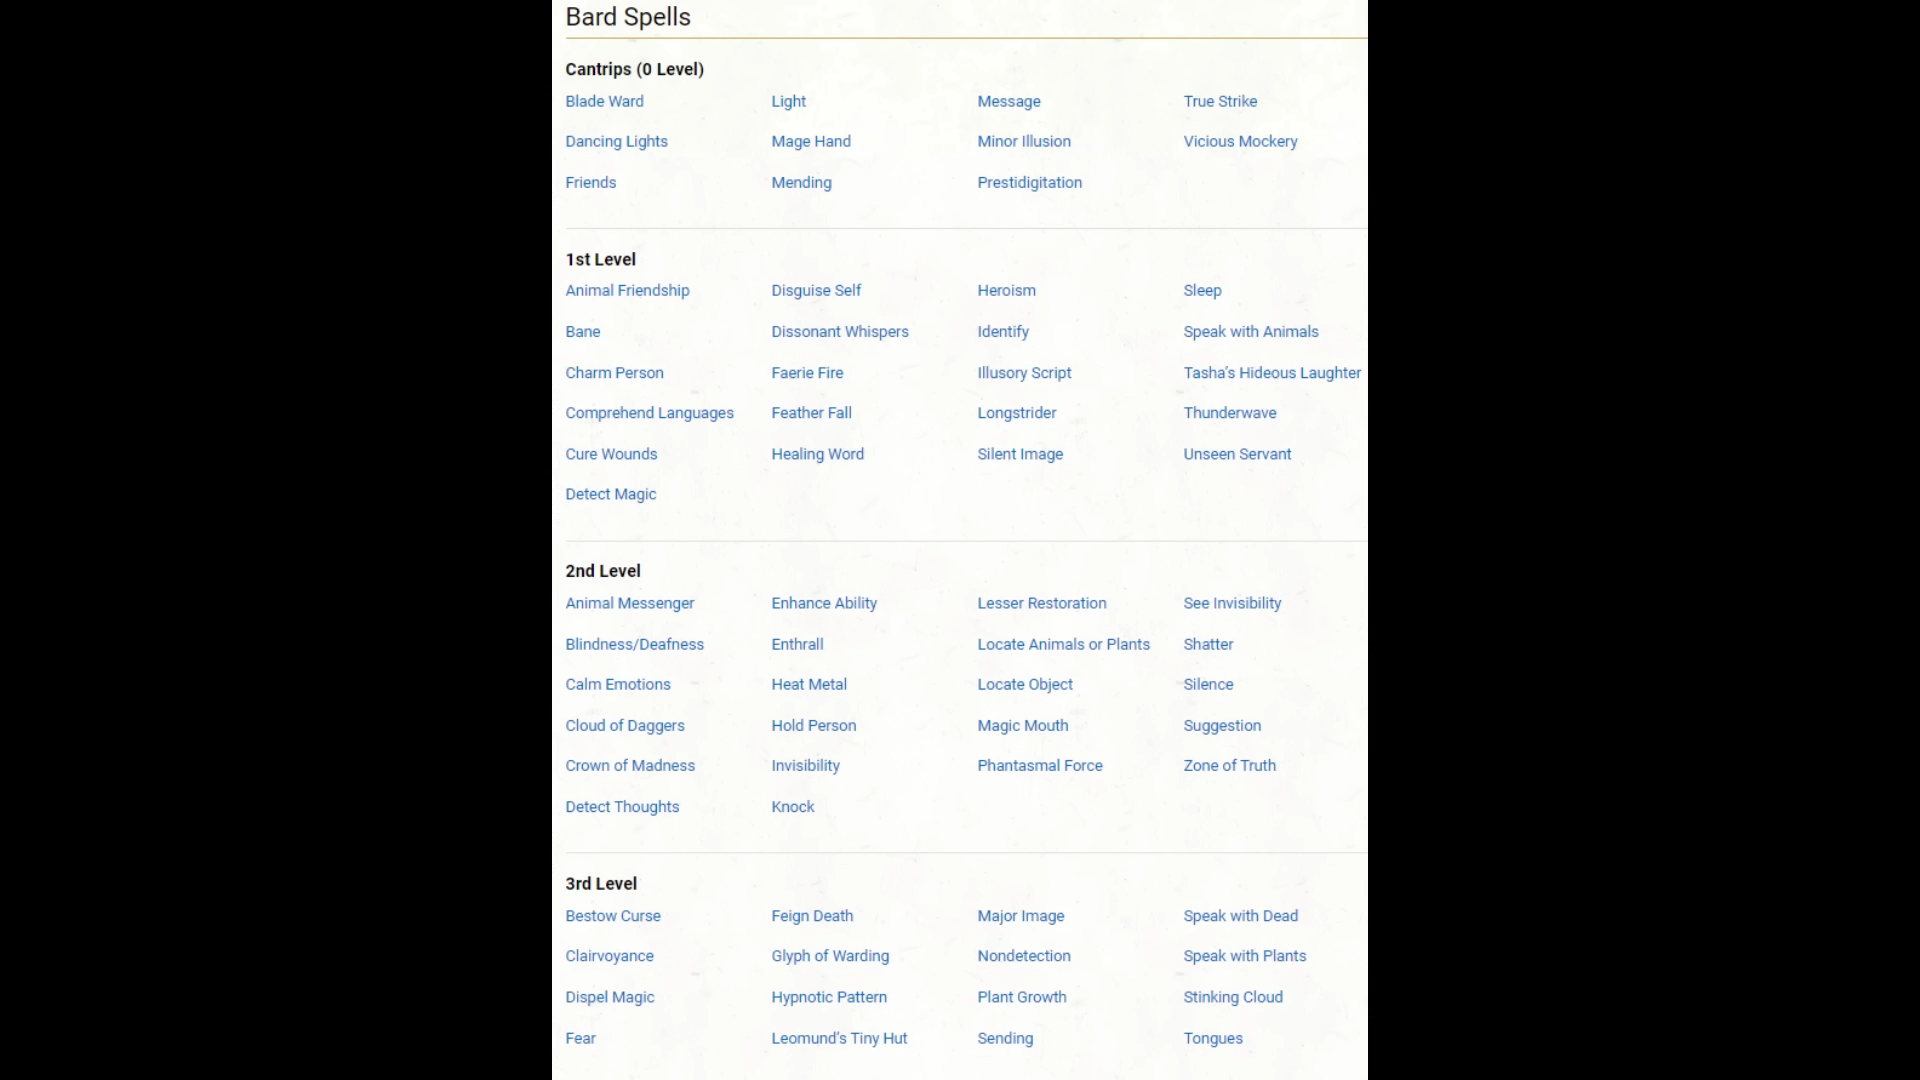 Bard Spells
Cantrips (0 Level)
Blade Ward Light Message True Strike
Dancing Lights Mage Hand Minor Illusion Vicious Mockery
Friends Mending Prestidigitation
1st Level
Animal Friendship Disguise Self Heroism Sleep
Bane Dissonant Whispers Identify Speak with Animals
Charm Person Faerie Fire Illusory Script Tasha's Hideous Laughter
Comprehend Languages Feather Fall Longstrider Thunderwave
Cure Wounds Healing Word Silent Image Unseen Servant
Detect Magic
2nd Level
Animal Messenger Enhance Ability Lesser Restoration See Invisibility
Blindness/Deafness Enthrall Locate Animals or Plants Shatter
Calm Emotions Heat Metal Locate Object Silence
Cloud of Daggers Hold Person Magic Mouth Suggestion
Crown of Madness Invisibility Phantasmal Force Zone of Truth
Detect Thoughts Knock
3rd Level
Bestow Curse Feign Death Major Image Speak with Dead
Clairvoyance Glyph of Warding Nondetection Speak with Plants
Dispel Magic Hypnotic Pattern Plant Growth Stinking Cloud
Fear Leomund's Tiny Hut Sending Tongues